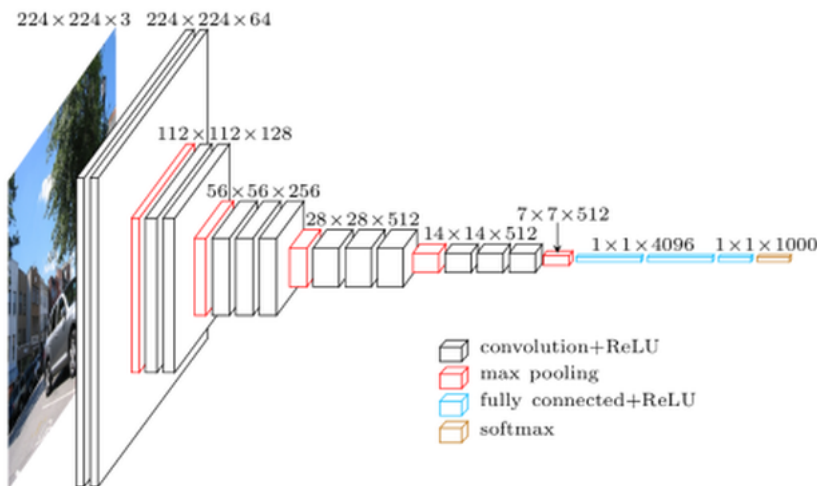 224×224×3
224×224×64
112×112×128
56×56×256
28×28×512
14×14×512
7×7×512
1×1×4096
1×1×1000
convolution+ReLU
max pooling
fully connected+ReLU
softmax